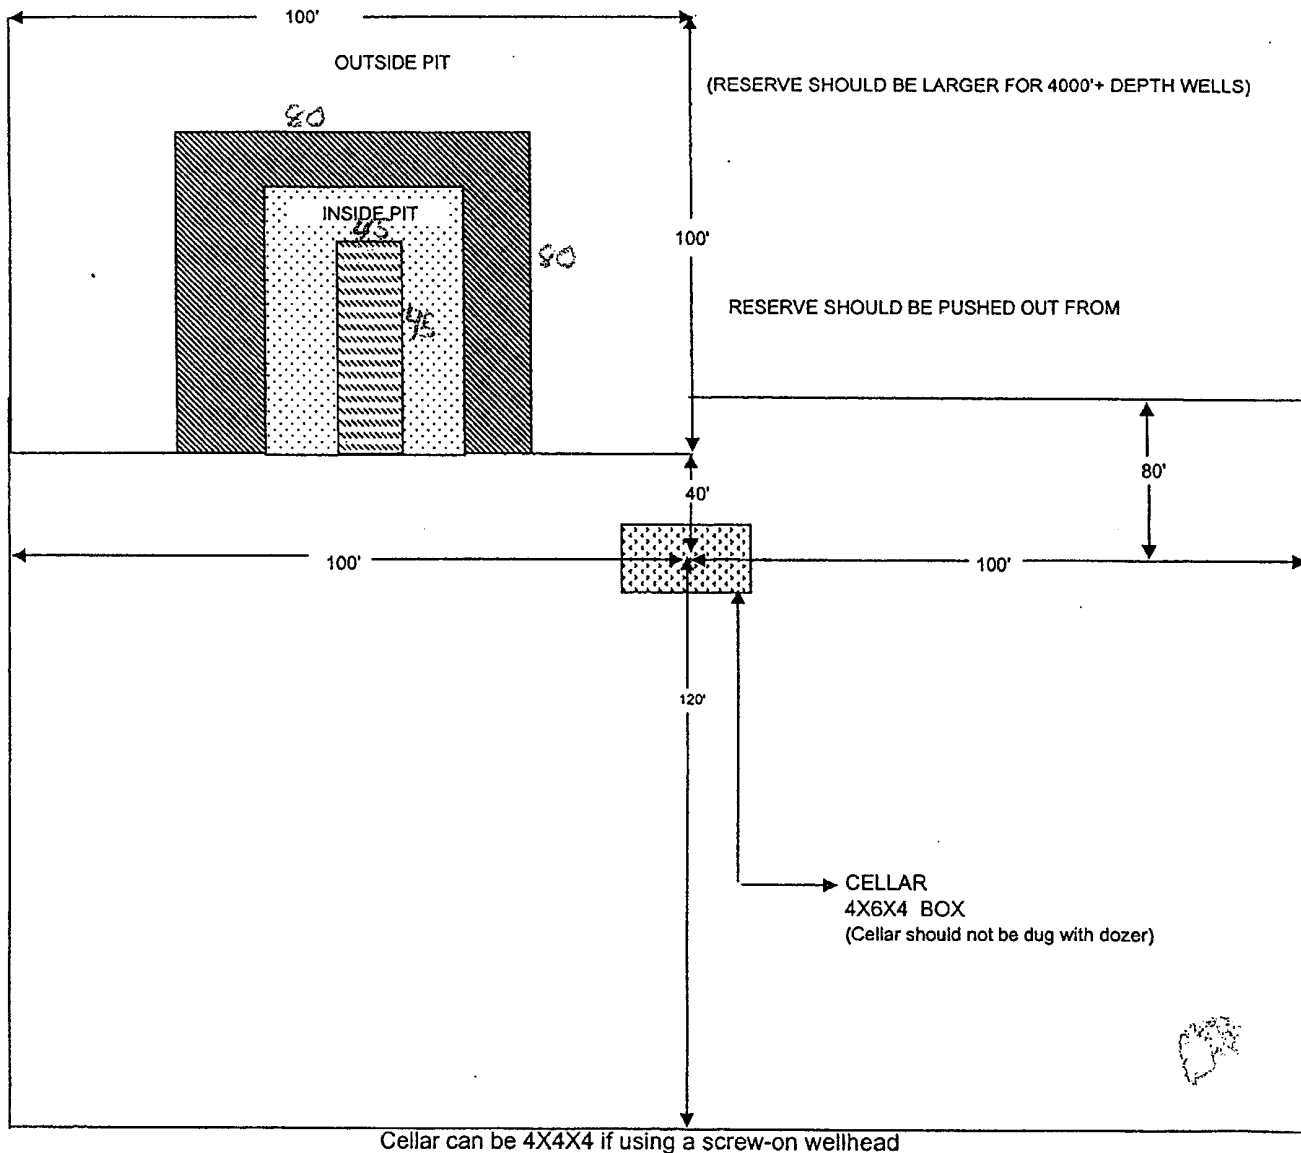 100'
OUTSIDE PIT
(RESERVE SHOULD BE LARGER FOR 4000'+ DEPTH WELLS)
80
INSIDE PIT
45
100'
80
RESERVE SHOULD BE PUSHED OUT FROM
45
80'
40'
100'
100'
120'
CELLAR
4X6X4 BOX
(Cellar should not be dug with dozer)
Cellar can be 4X4X4 if using a screw-on wellhead